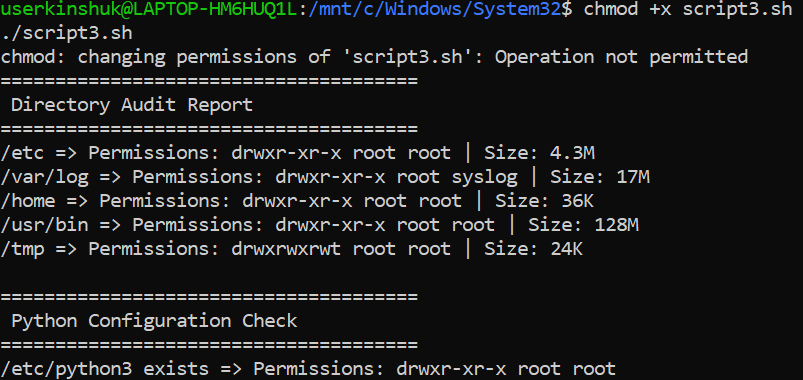 userkinshuk@LAPTOP-HM6HUQ1L:/mnt/c/Windows/System32$ chmod +x script3.sh
./script3.sh
chmod: changing permissions of 'script3.sh': Operation not permitted
======================================
 Directory Audit Report
======================================
/etc => Permissions: drwxr-xr-x root root | Size: 4.3M
/var/log => Permissions: drwxr-xr-x root syslog | Size: 17M
/home => Permissions: drwxr-xr-x root root | Size: 36K
/usr/bin => Permissions: drwxr-xr-x root root | Size: 128M
/tmp => Permissions: drwxrwxrwt root root | Size: 24K

======================================
 Python Configuration Check
======================================
/etc/python3 exists => Permissions: drwxr-xr-x root root